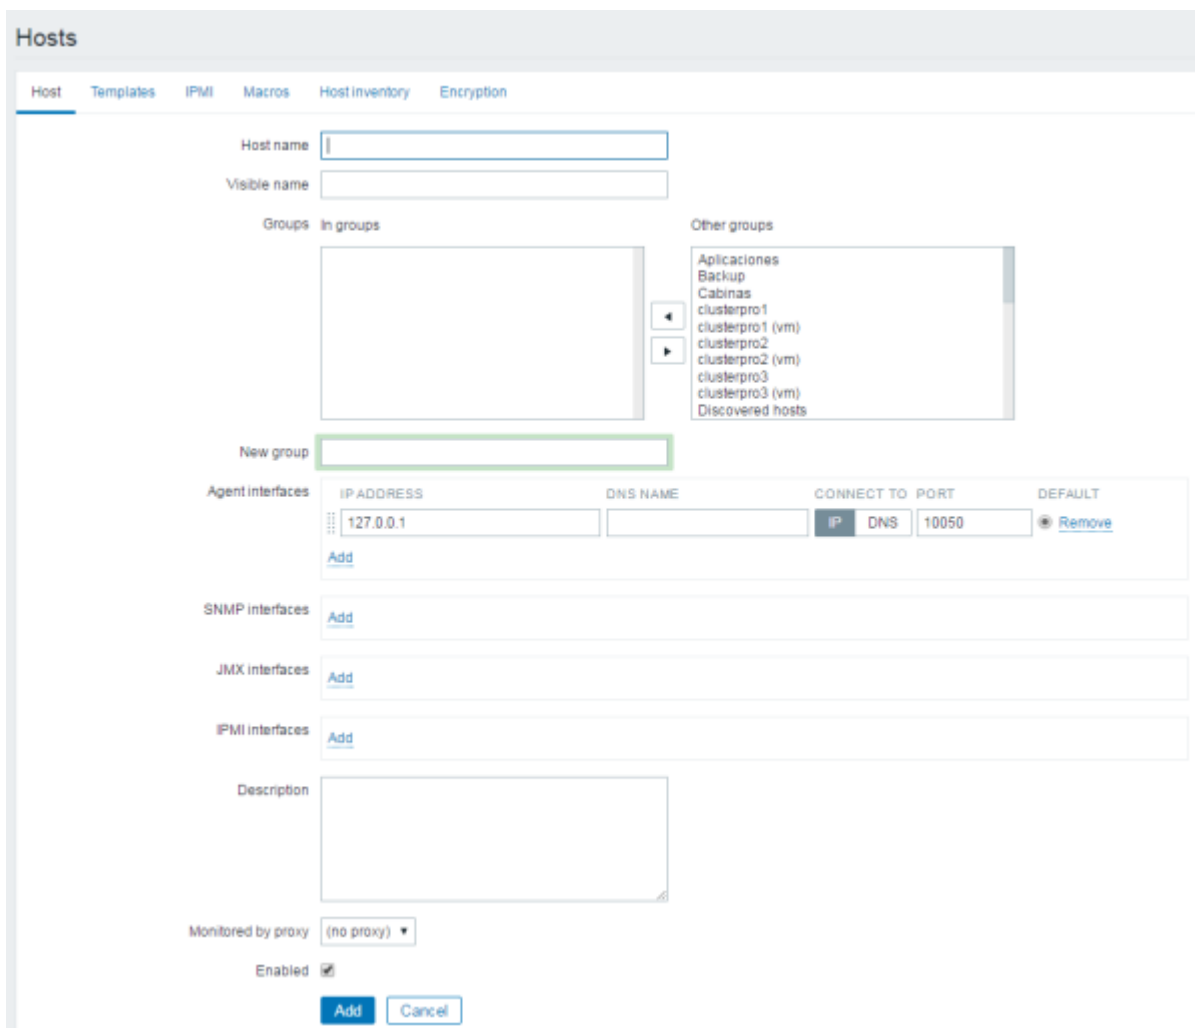 Hosts
Host Templates IPMI Macros Host inventory Encryption
Host name
Visible name
Groups In groups Other groups
Aplicaciones
Backup
Cabinas
clusterpro1
clusterpro1 (vm)
clusterpro2
clusterpro2 (vm)
clusterpro3
clusterpro3 (vm)
Discovered hosts
New group
Agent interfaces IP ADDRESS DNS NAME CONNECT TO PORT DEFAULT
127.0.0.1 IP DNS 10050 Remove
Add
SNMP interfaces Add
JMX interfaces Add
IPMI interfaces Add
Description
Monitored by proxy (no proxy)
Enabled
Add Cancel